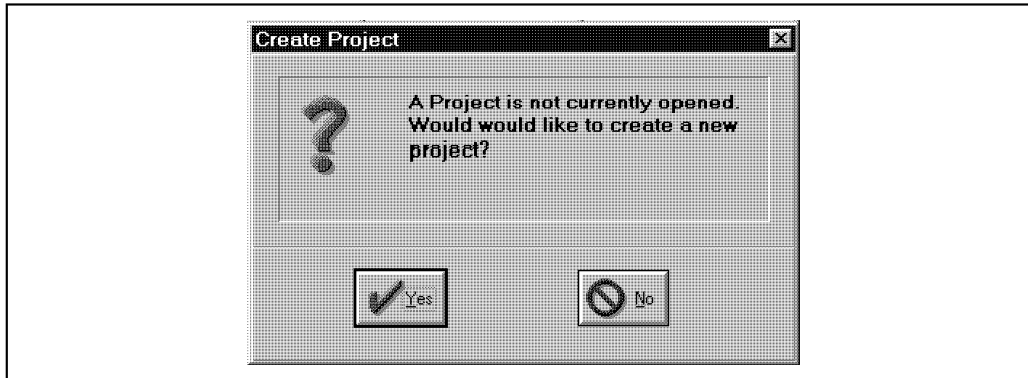 Create Project
A Project is not currently opened.
Would would like to create a new
project?
Yes
No